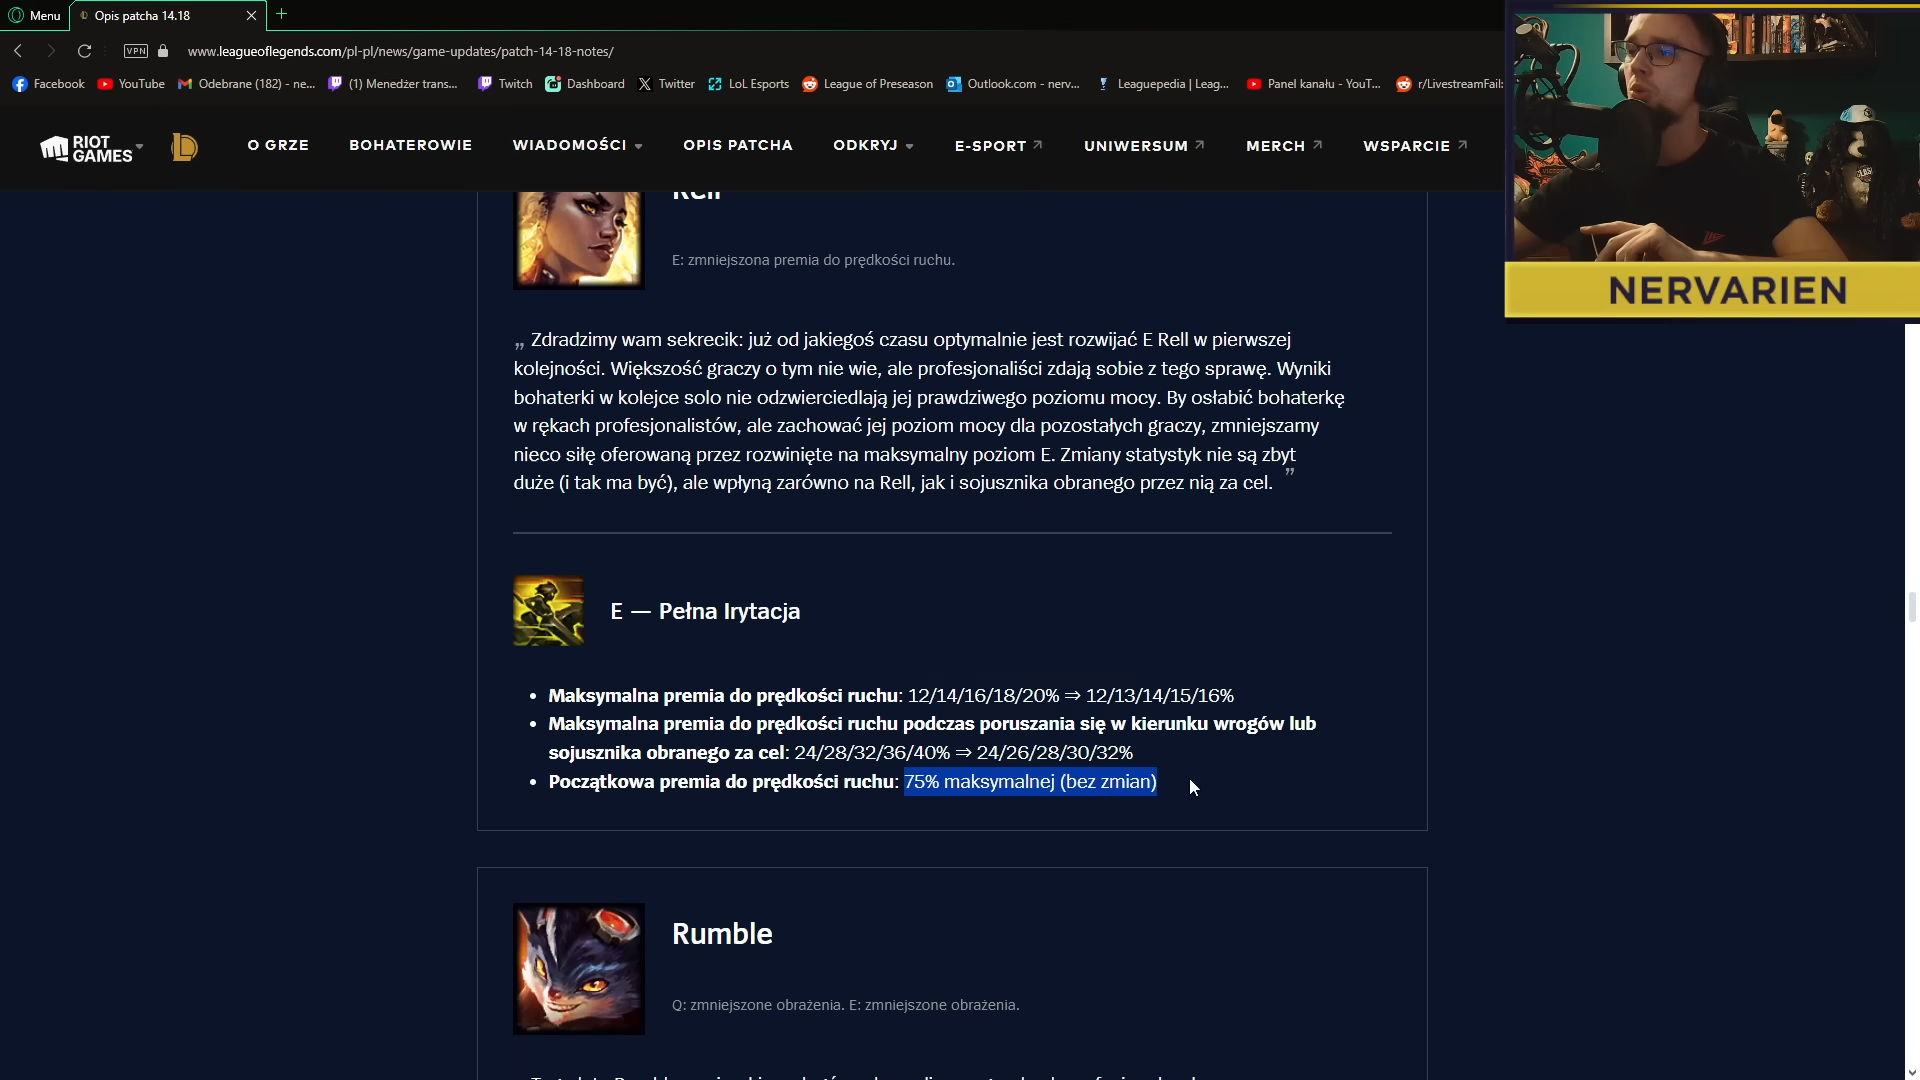 Menu
Opis patcha 14.18
VPN
www.leagueoflegends.com/pl-pl/news/game-updates/patch-14-18-notes/
Facebook
YouTube
Odebrane (182) - ne...
(1) Menedżer trans...
Twitch
Dashboard
Twitter
LoL Esports
League of Preseason
Outlook.com - nerv...
Leaguepedia | Leag...
Panel kanału - YouT...
r/LivestreamFail:
RIOT
GAMES
O GRZE
BOHATEROWIE
WIADOMOŚCI
OPIS PATCHA
ODKRYJ
E-SPORT
UNIWERSUM
MERCH
WSPARCIE
NERVARIEN
Rell
E: zmniejszona premia do prędkości ruchu.
„ Zdradzimy wam sekrecik: już od jakiegoś czasu optymalnie jest rozwijać E Rell w pierwszej
kolejności. Większość graczy o tym nie wie, ale profesjonaliści zdają sobie z tego sprawę. Wyniki
bohaterki w kolejce solo nie odzwierciedlają jej prawdziwego poziomu mocy. By osłabić bohaterkę
w rękach profesjonalistów, ale zachować jej poziom mocy dla pozostałych graczy, zmniejszamy
nieco siłę oferowaną przez rozwinięte na maksymalny poziom E. Zmiany statystyk nie są zbyt
duże (i tak ma być), ale wpłyną zarówno na Rell, jak i sojusznika obranego przez nią za cel. ”
E — Pełna Irytacja
• Maksymalna premia do prędkości ruchu: 12/14/16/18/20% ⇒ 12/13/14/15/16%
• Maksymalna premia do prędkości ruchu podczas poruszania się w kierunku wrogów lub
sojusznika obranego za cel: 24/28/32/36/40% ⇒ 24/26/28/30/32%
• Początkowa premia do prędkości ruchu: 75% maksymalnej (bez zmian)
Rumble
Q: zmniejszone obrażenia. E: zmniejszone obrażenia.